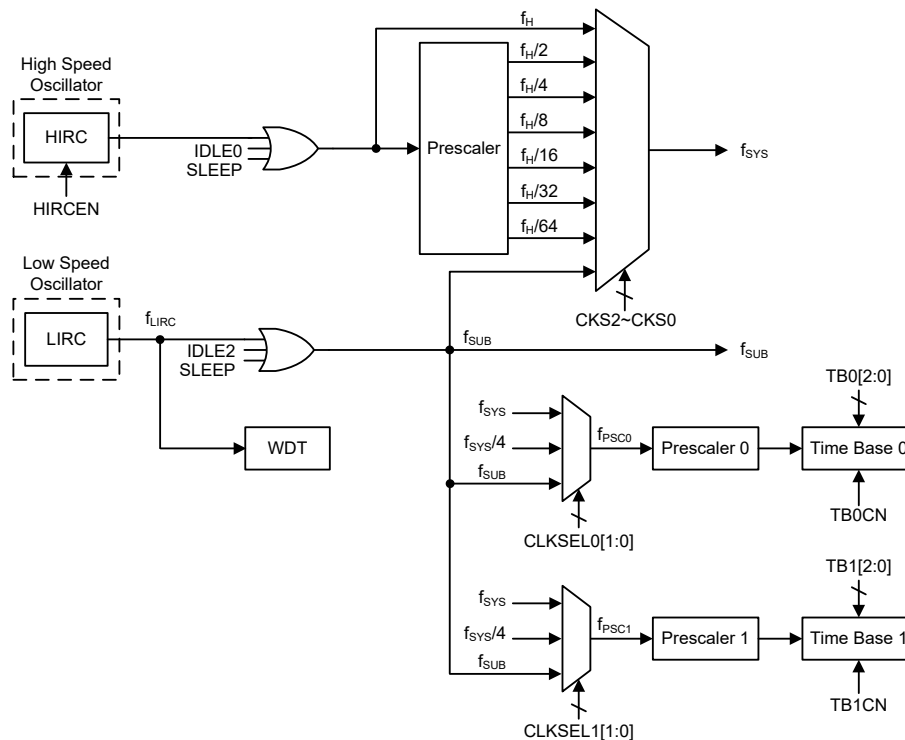 High Speed
Oscillator
HIRC
HIRCEN
IDLE0
SLEEP
fH
Prescaler
fH/2
fH/4
fH/8
fH/16
fH/32
fH/64
fSYS
CKS2~CKS0
Low Speed
Oscillator
LIRC
fLIRC
IDLE2
SLEEP
WDT
fSUB
fSUB
fSYS
fSYS/4
fSUB
CLKSEL0[1:0]
fPSC0
Prescaler 0
TB0[2:0]
Time Base 0
TB0CN
fSYS
fSYS/4
fSUB
CLKSEL1[1:0]
fPSC1
Prescaler 1
TB1[2:0]
Time Base 1
TB1CN